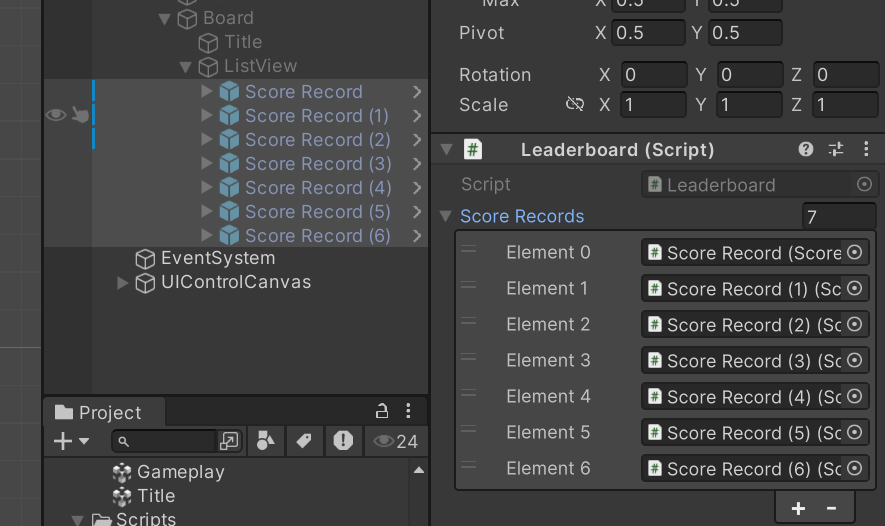 Board
Title
ListView
Score Record
Score Record (1)
Score Record (2)
Score Record (3)
Score Record (4)
Score Record (5)
Score Record (6)
EventSystem
UIControlCanvas
Project
24
Gameplay
Title
Scripts
Max X 0.5 Y 0.5
Pivot X 0.5 Y 0.5
Rotation X 0 Y 0 Z 0
Scale X 1 Y 1 Z 1
# Leaderboard (Script)
Script # Leaderboard
Score Records 7
Element 0 # Score Record (Score
Element 1 # Score Record (1) (Sc
Element 2 # Score Record (2) (Sc
Element 3 # Score Record (3) (Sc
Element 4 # Score Record (4) (Sc
Element 5 # Score Record (5) (Sc
Element 6 # Score Record (6) (Sc
+ -